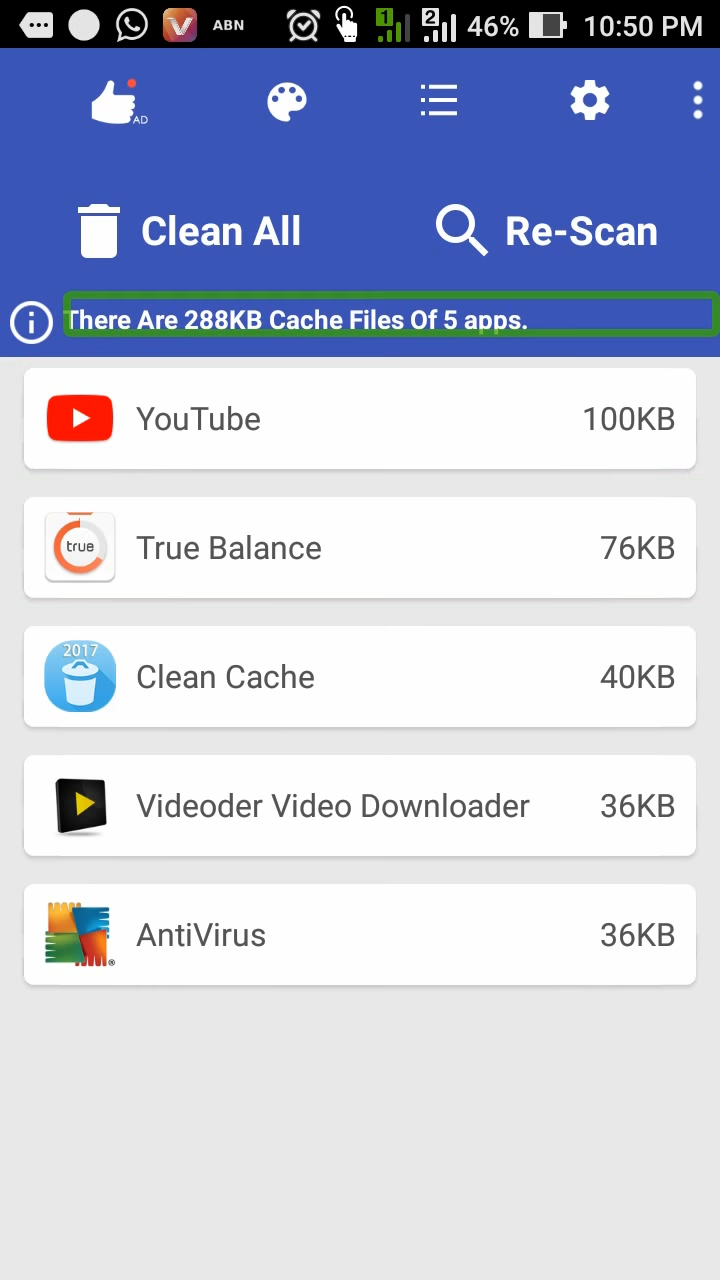 ABN 1 2 46% 10:50 PM
AD
Clean All Re-Scan
There Are 288KB Cache Files Of 5 apps.
YouTube 100KB
true True Balance 76KB
2017 Clean Cache 40KB
Videoder Video Downloader 36KB
AntiVirus 36KB